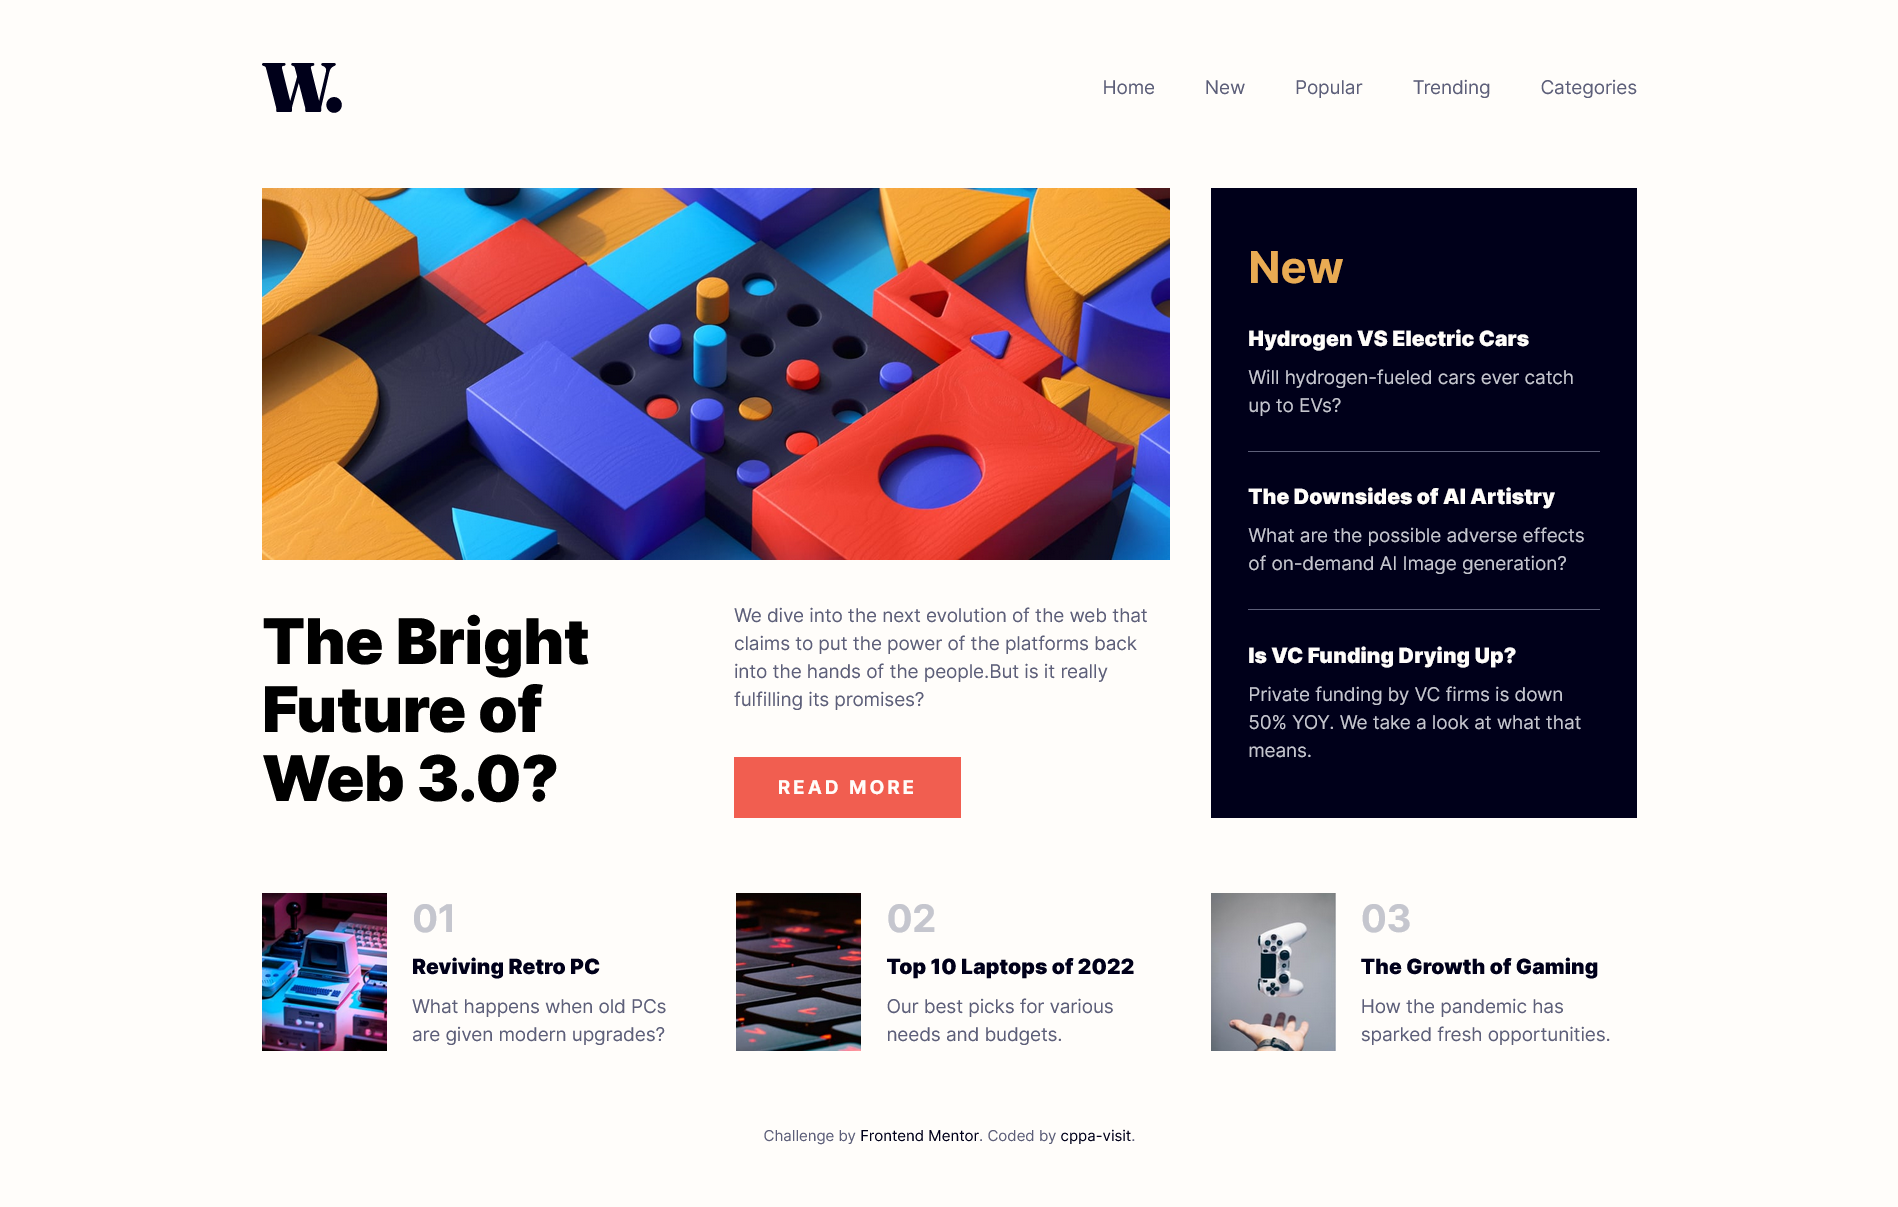 W.
Home New Popular Trending Categories
The Bright
Future of
Web 3.0?
We dive into the next evolution of the web that
claims to put the power of the platforms back
into the hands of the people.But is it really
fulfilling its promises?
READ MORE
New
Hydrogen VS Electric Cars
Will hydrogen-fueled cars ever catch
up to EVs?
The Downsides of AI Artistry
What are the possible adverse effects
of on-demand AI Image generation?
Is VC Funding Drying Up?
Private funding by VC firms is down
50% YOY. We take a look at what that
means.
01
Reviving Retro PC
What happens when old PCs
are given modern upgrades?
02
Top 10 Laptops of 2022
Our best picks for various
needs and budgets.
03
The Growth of Gaming
How the pandemic has
sparked fresh opportunities.
Challenge by Frontend Mentor. Coded by cppa-visit.